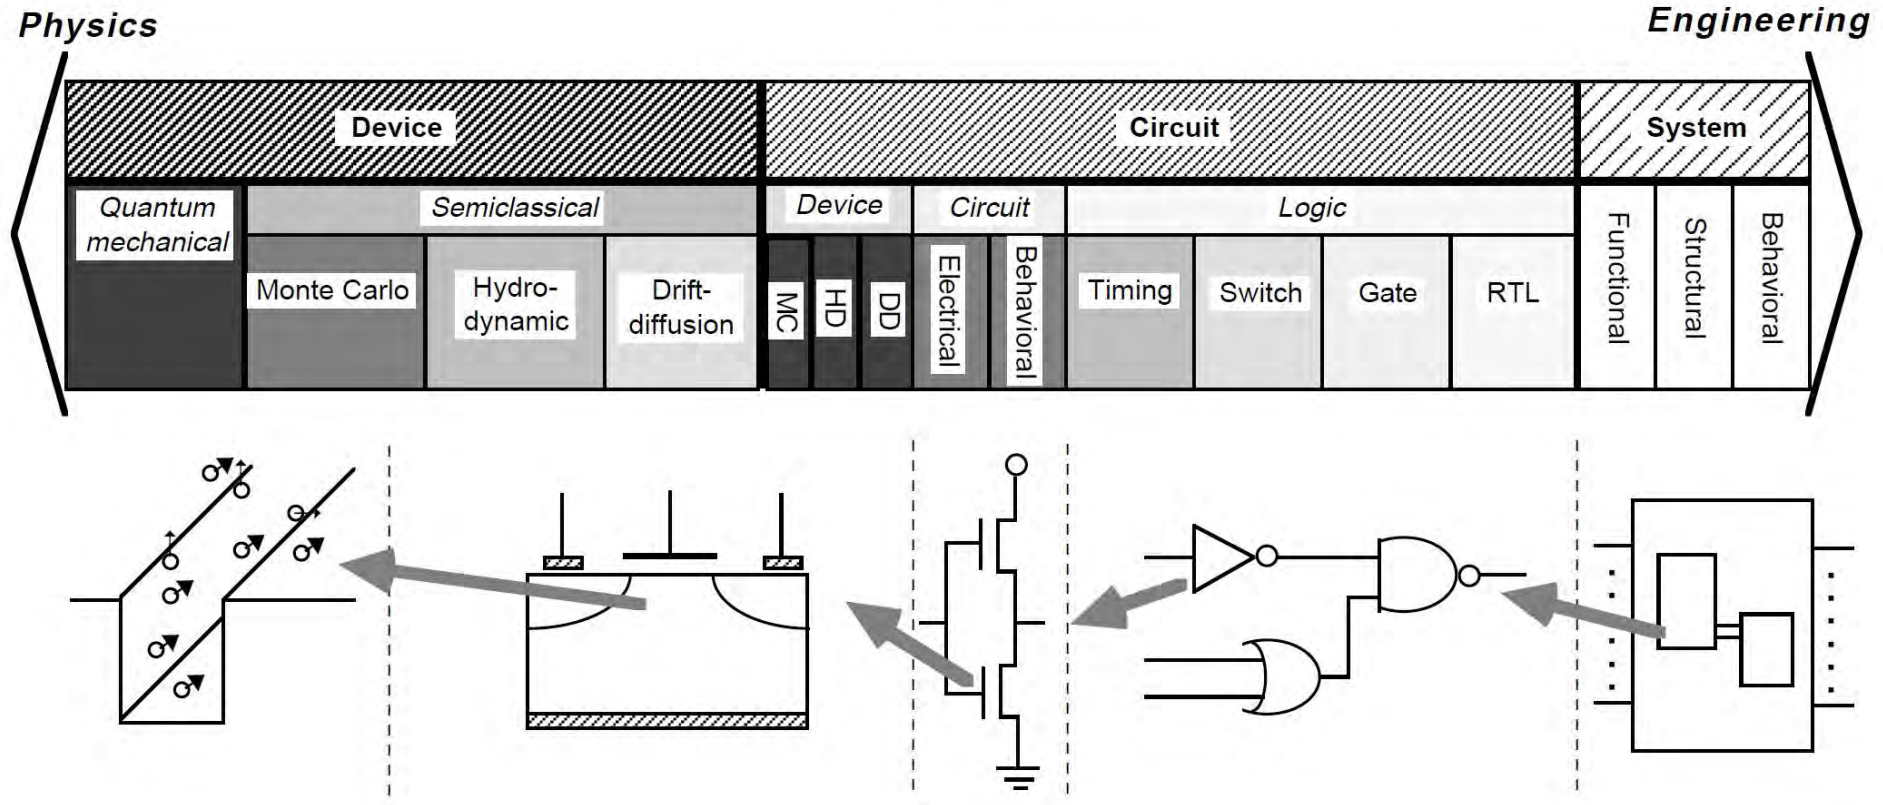 Physics
Engineering
Device
Circuit
System
Quantum
mechanical
Semiclassical
Device
Circuit
Logic
Monte Carlo
Hydro-
dynamic
Drift-
diffusion
MC
HD
DD
Electrical
Behavioral
Timing
Switch
Gate
RTL
Functional
Structural
Behavioral